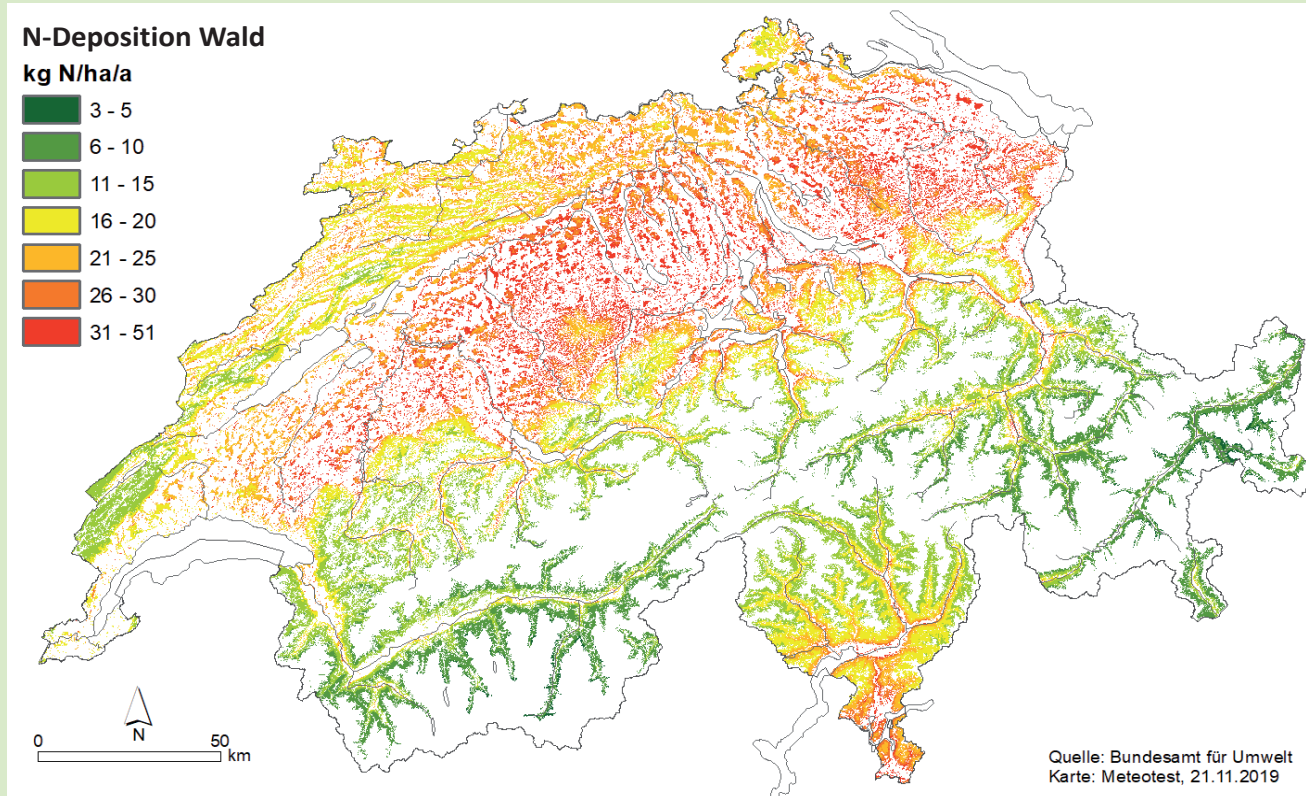 N-Deposition Wald
kg N/ha/a
3 - 5
6 - 10
11 - 15
16 - 20
21 - 25
26 - 30
31 - 51
N
0 50
km
Quelle: Bundesamt für Umwelt
Karte: Meteotest, 21.11.2019